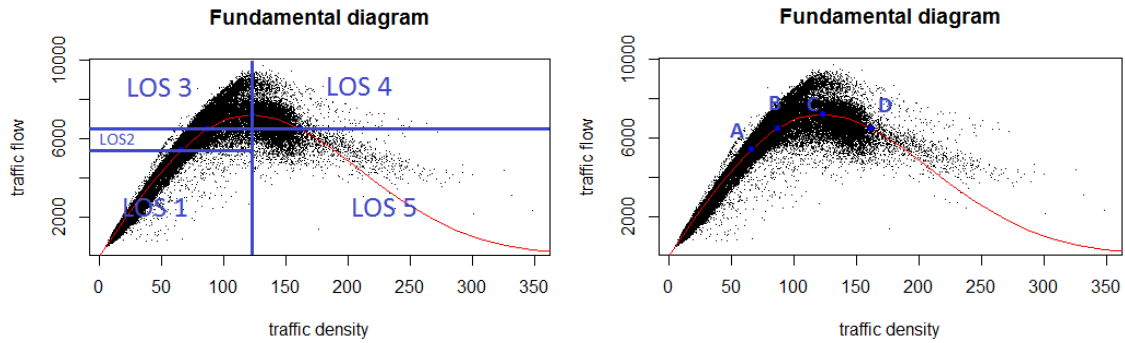 Fundamental diagram
traffic flow
10000
6000
2000
LOS 3
LOS 4
LOS2
LOS 1
LOS 5
0 50 100 150 200 250 300 350
traffic density
Fundamental diagram
traffic flow
10000
6000
2000
A
B
C
D
0 50 100 150 200 250 300 350
traffic density